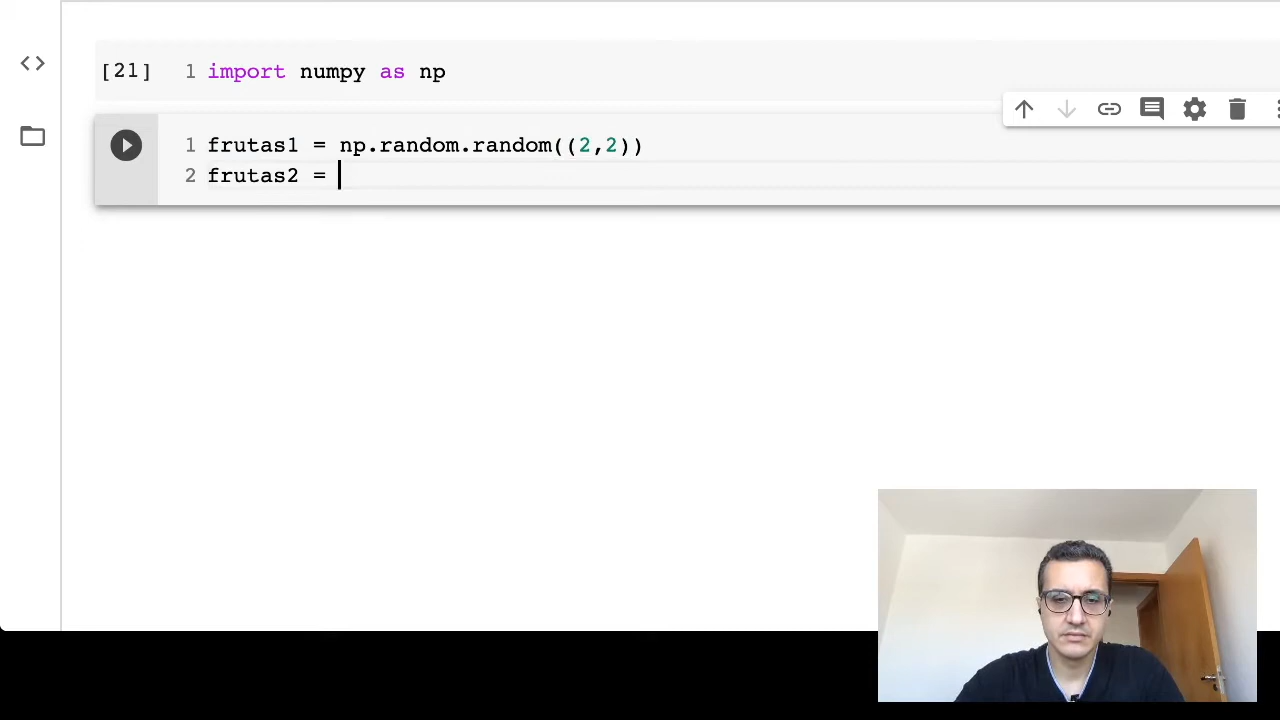 [21] 1 import numpy as np
1 frutas1 = np.random.random((2,2))
2 frutas2 =